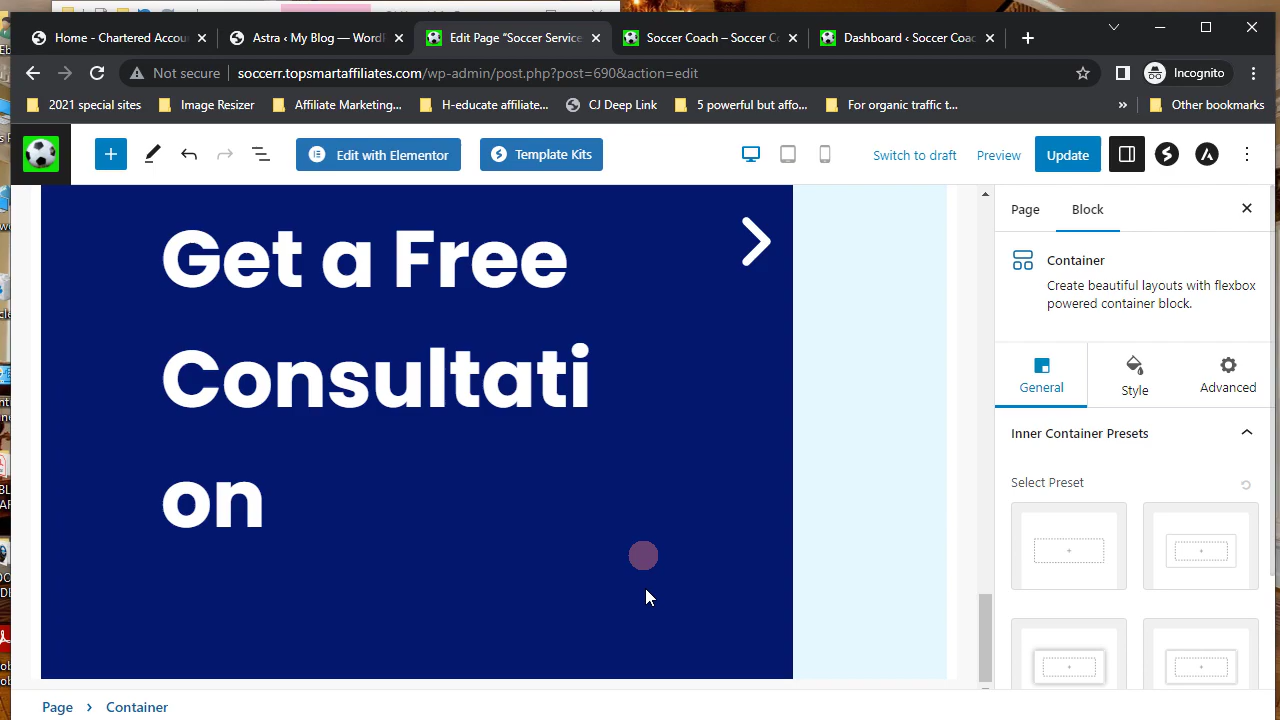 Home - Chartered Accou
Astra ‹ My Blog — WordP
Edit Page "Soccer Service
Soccer Coach – Soccer C
Dashboard ‹ Soccer Coac
Not secure
soccerr.topsmartaffiliates.com/wp-admin/post.php?post=690&action=edit
Incognito
2021 special sites
Image Resizer
Affiliate Marketing...
H-educate affiliate...
CJ Deep Link
5 powerful but affo...
For organic traffic t...
»
Other bookmarks
Edit with Elementor
Template Kits
Switch to draft
Preview
Update
Get a Free
Consultati
on
Page
Block
Container
Create beautiful layouts with flexbox
powered container block.
General
Style
Advanced
Inner Container Presets
Select Preset
Page
Container